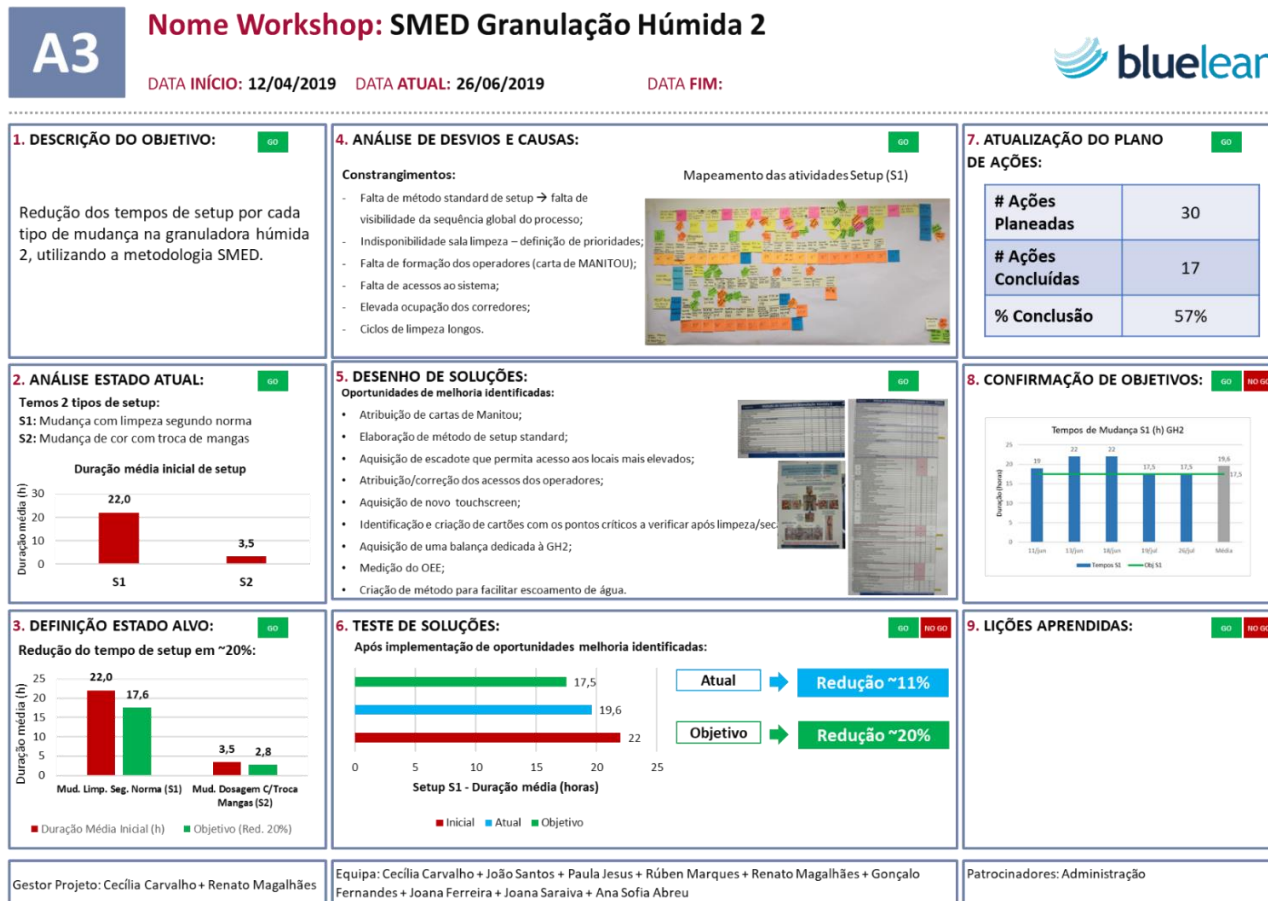 A3
Nome Workshop: SMED Granulação Húmida 2
DATA INÍCIO: 12/04/2019 DATA ATUAL: 26/06/2019 DATA FIM:
bluelean
1. DESCRIÇÃO DO OBJETIVO:
GO
Redução dos tempos de setup por cada
tipo de mudança na granuladora húmida
2, utilizando a metodologia SMED.
2. ANÁLISE ESTADO ATUAL:
GO
Temos 2 tipos de setup:
S1: Mudança com limpeza segundo norma
S2: Mudança de cor com troca de mangas
Duração média inicial de setup
Duração média (h)
30
20
10
0
22,0
3,5
S1
S2
3. DEFINIÇÃO ESTADO ALVO:
GO
Redução do tempo de setup em ~20%:
Duração média (h)
25
20
15
10
5
0
22,0
17,6
3,5
2,8
Mud. Limp. Seg. Norma (S1)
Mud. Dosagem C/Troca
Mangas (S2)
Duração Média Inicial (h)
Objetivo (Red. 20%)
4. ANÁLISE DE DESVIOS E CAUSAS:
GO
Constrangimentos:
- Falta de método standard de setup → falta de
visibilidade da sequência global do processo;
- Indisponibilidade sala limpeza – definição de prioridades;
- Falta de formação dos operadores (carta de MANITOU);
- Falta de acessos ao sistema;
- Elevada ocupação dos corredores;
- Ciclos de limpeza longos.
Mapeamento das atividades Setup (S1)
5. DESENHO DE SOLUÇÕES:
GO
Oportunidades de melhoria identificadas:
• Atribuição de cartas de Manitou;
• Elaboração de método de setup standard;
• Aquisição de escadote que permita acesso aos locais mais elevados;
• Atribuição/correção dos acessos dos operadores;
• Aquisição de novo touchscreen;
• Identificação e criação de cartões com os pontos críticos a verificar após limpeza/sec
• Aquisição de uma balança dedicada à GH2;
• Medição do OEE;
• Criação de método para facilitar escoamento de água.
6. TESTE DE SOLUÇÕES:
GO
NO GO
Após implementação de oportunidades melhoria identificadas:
17,5
19,6
22
0 5 10 15 20 25
Setup S1 - Duração média (horas)
Inicial Atual Objetivo
Atual
Redução ~11%
Objetivo
Redução ~20%
7. ATUALIZAÇÃO DO PLANO
DE AÇÕES:
GO
# Ações
Planeadas
30
# Ações
Concluídas
17
% Conclusão
57%
8. CONFIRMAÇÃO DE OBJETIVOS:
GO
NO GO
Tempos de Mudança S1 (h) GH2
Duração (horas)
25
20
15
10
5
0
19
22
22
17,5
17,5
19,6
17,5
11/jun
13/jun
18/jun
19/jul
26/jul
Média
Tempos S1
Obj S1
9. LIÇÕES APRENDIDAS:
GO
NO GO
Gestor Projeto: Cecília Carvalho + Renato Magalhães
Equipa: Cecília Carvalho + João Santos + Paula Jesus + Rúben Marques + Renato Magalhães + Gonçalo
Fernandes + Joana Ferreira + Joana Saraiva + Ana Sofia Abreu
Patrocinadores: Administração